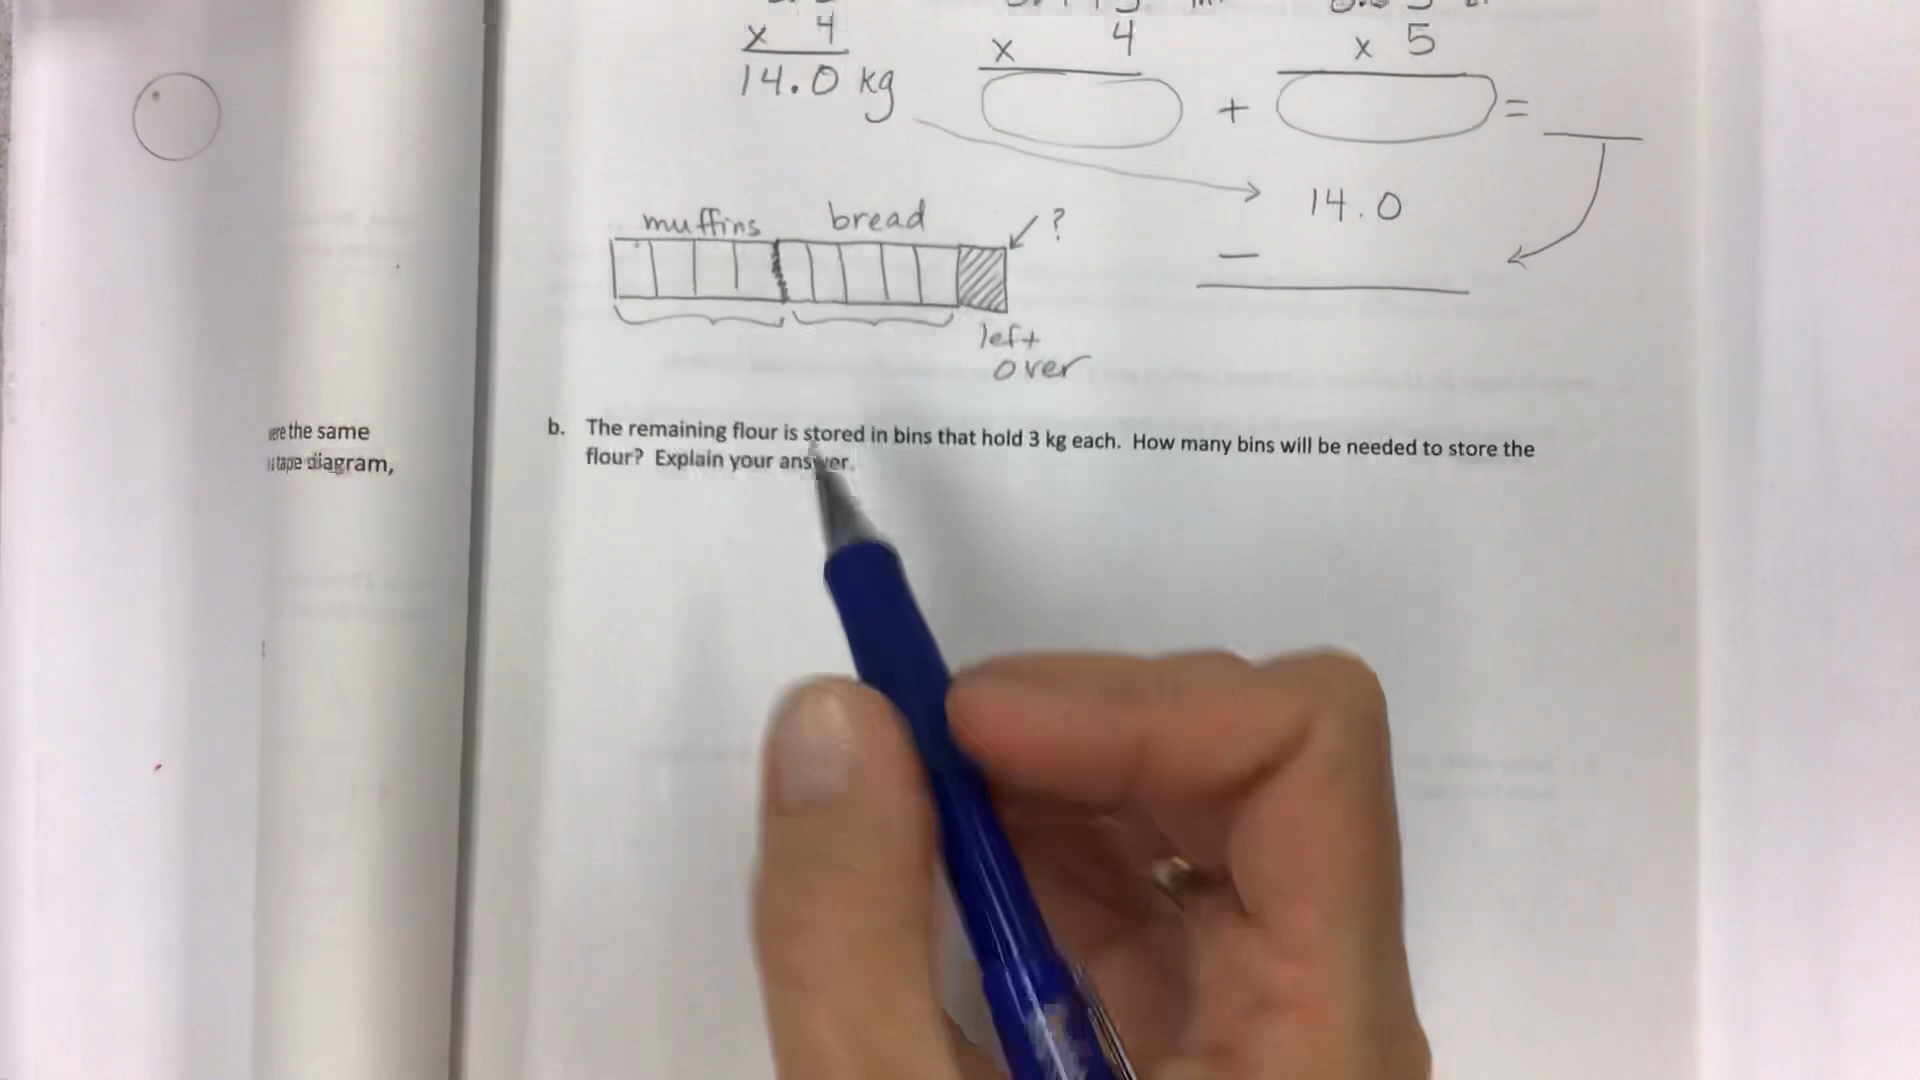 x 4
14.0 kg
x 4
+
x 5
=
14.0
−
muffins bread ?
left
over
the same
tape diagram,
b. The remaining flour is stored in bins that hold 3 kg each. How many bins will be needed to store the
flour? Explain your answer.